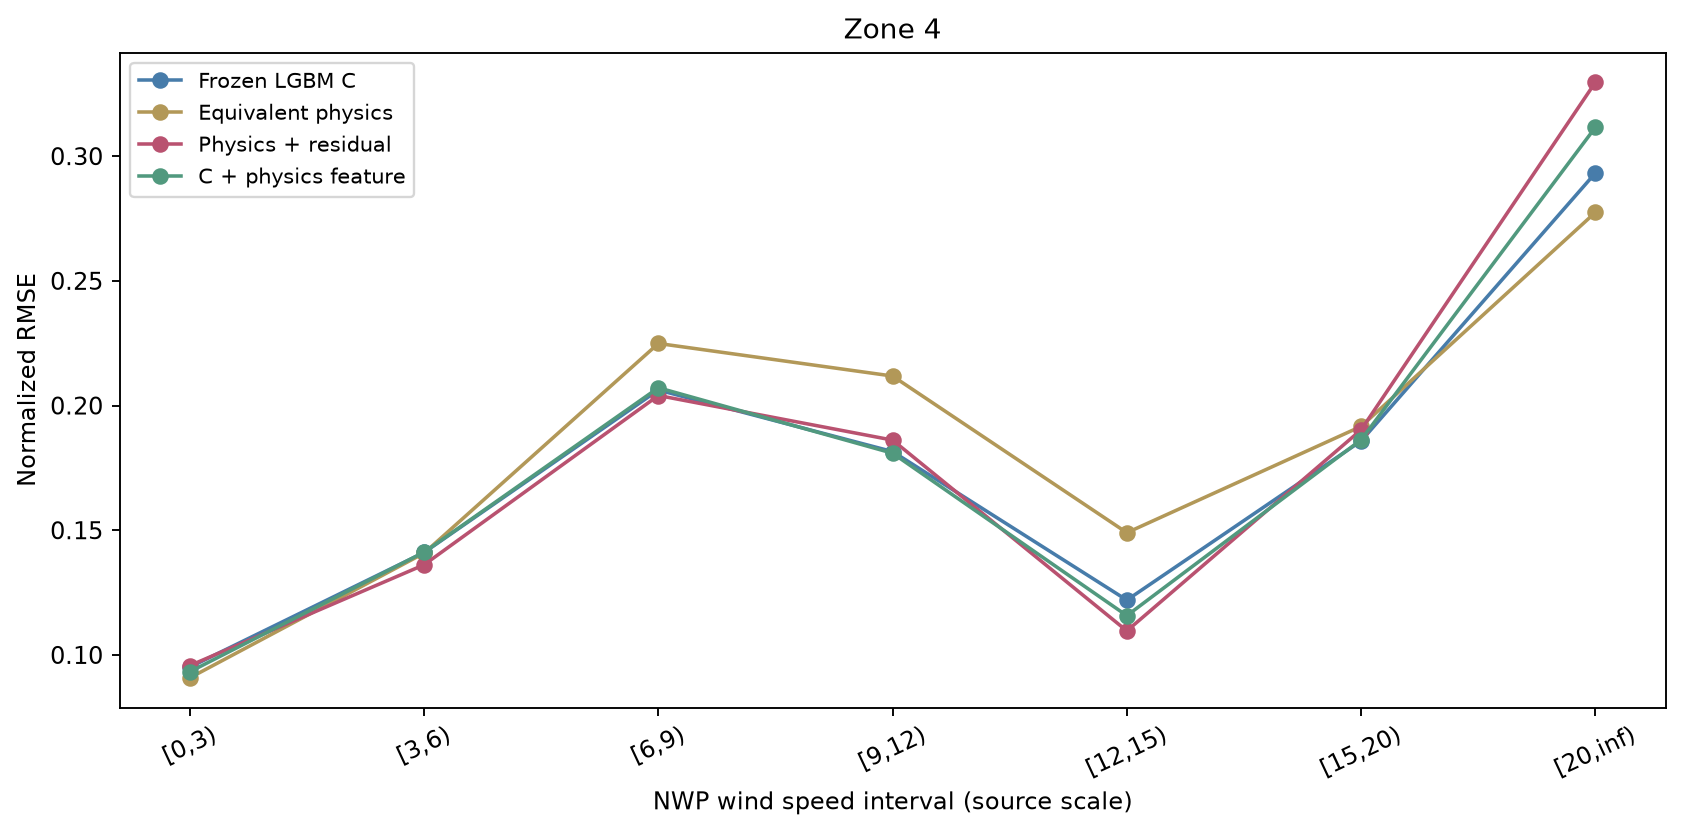 Zone 4
Frozen LGBM C
Equivalent physics
Physics + residual
C + physics feature
Normalized RMSE
0.30
0.25
0.20
0.15
0.10
[0,3)
[3,6)
[6,9)
[9,12)
[12,15)
[15,20)
[20,inf)
NWP wind speed interval (source scale)